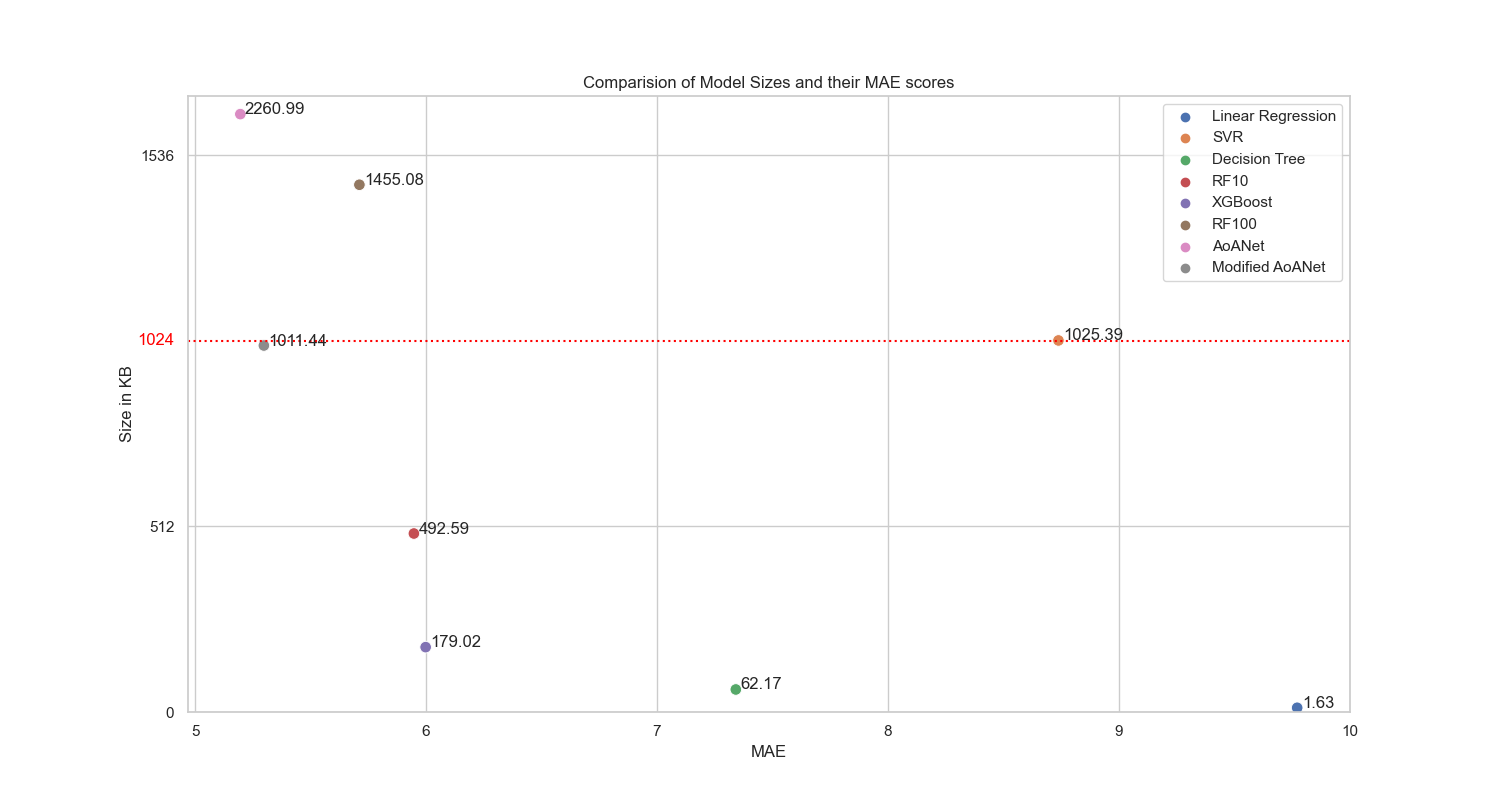 Comparision of Model Sizes and their MAE scores
2260.99
Linear Regression
SVR
Decision Tree
RF10
XGBoost
RF100
AoANet
Modified AoANet
1536
1455.08
1024
1011.44
1025.39
Size in KB
512
492.59
179.02
62.17
1.63
0
5 6 7 8 9 10
MAE